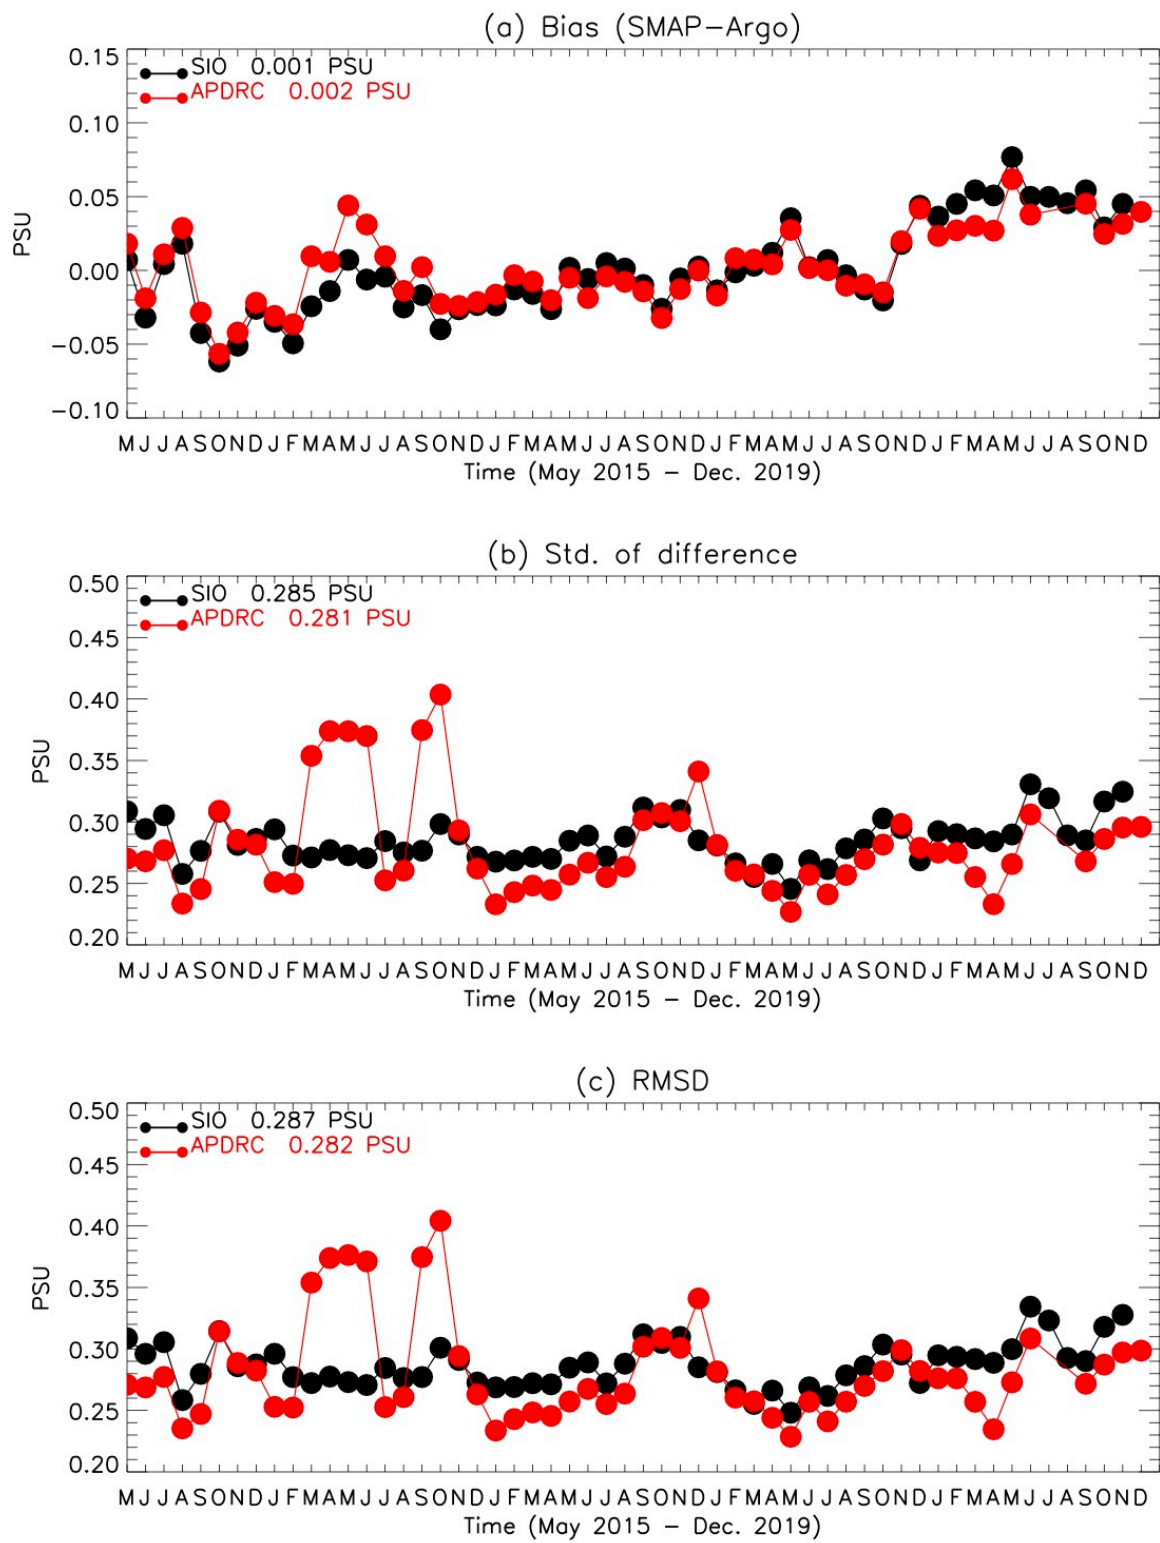 (a) Bias (SMAP−Argo)
0.15
SIO 0.001 PSU
APDRC 0.002 PSU
0.10
0.05
PSU
0.00
−0.05
−0.10
M J J A S O N D J F M A M J J A S O N D J F M A M J J A S O N D J F M A M J J A S O N D J F M A M J J A S O N D
Time (May 2015 − Dec. 2019)
(b) Std. of difference
0.50
SIO 0.285 PSU
APDRC 0.281 PSU
0.45
0.40
0.35
PSU
0.30
0.25
0.20
M J J A S O N D J F M A M J J A S O N D J F M A M J J A S O N D J F M A M J J A S O N D J F M A M J J A S O N D
Time (May 2015 − Dec. 2019)
(c) RMSD
0.50
SIO 0.287 PSU
APDRC 0.282 PSU
0.45
0.40
0.35
PSU
0.30
0.25
0.20
M J J A S O N D J F M A M J J A S O N D J F M A M J J A S O N D J F M A M J J A S O N D J F M A M J J A S O N D
Time (May 2015 − Dec. 2019)